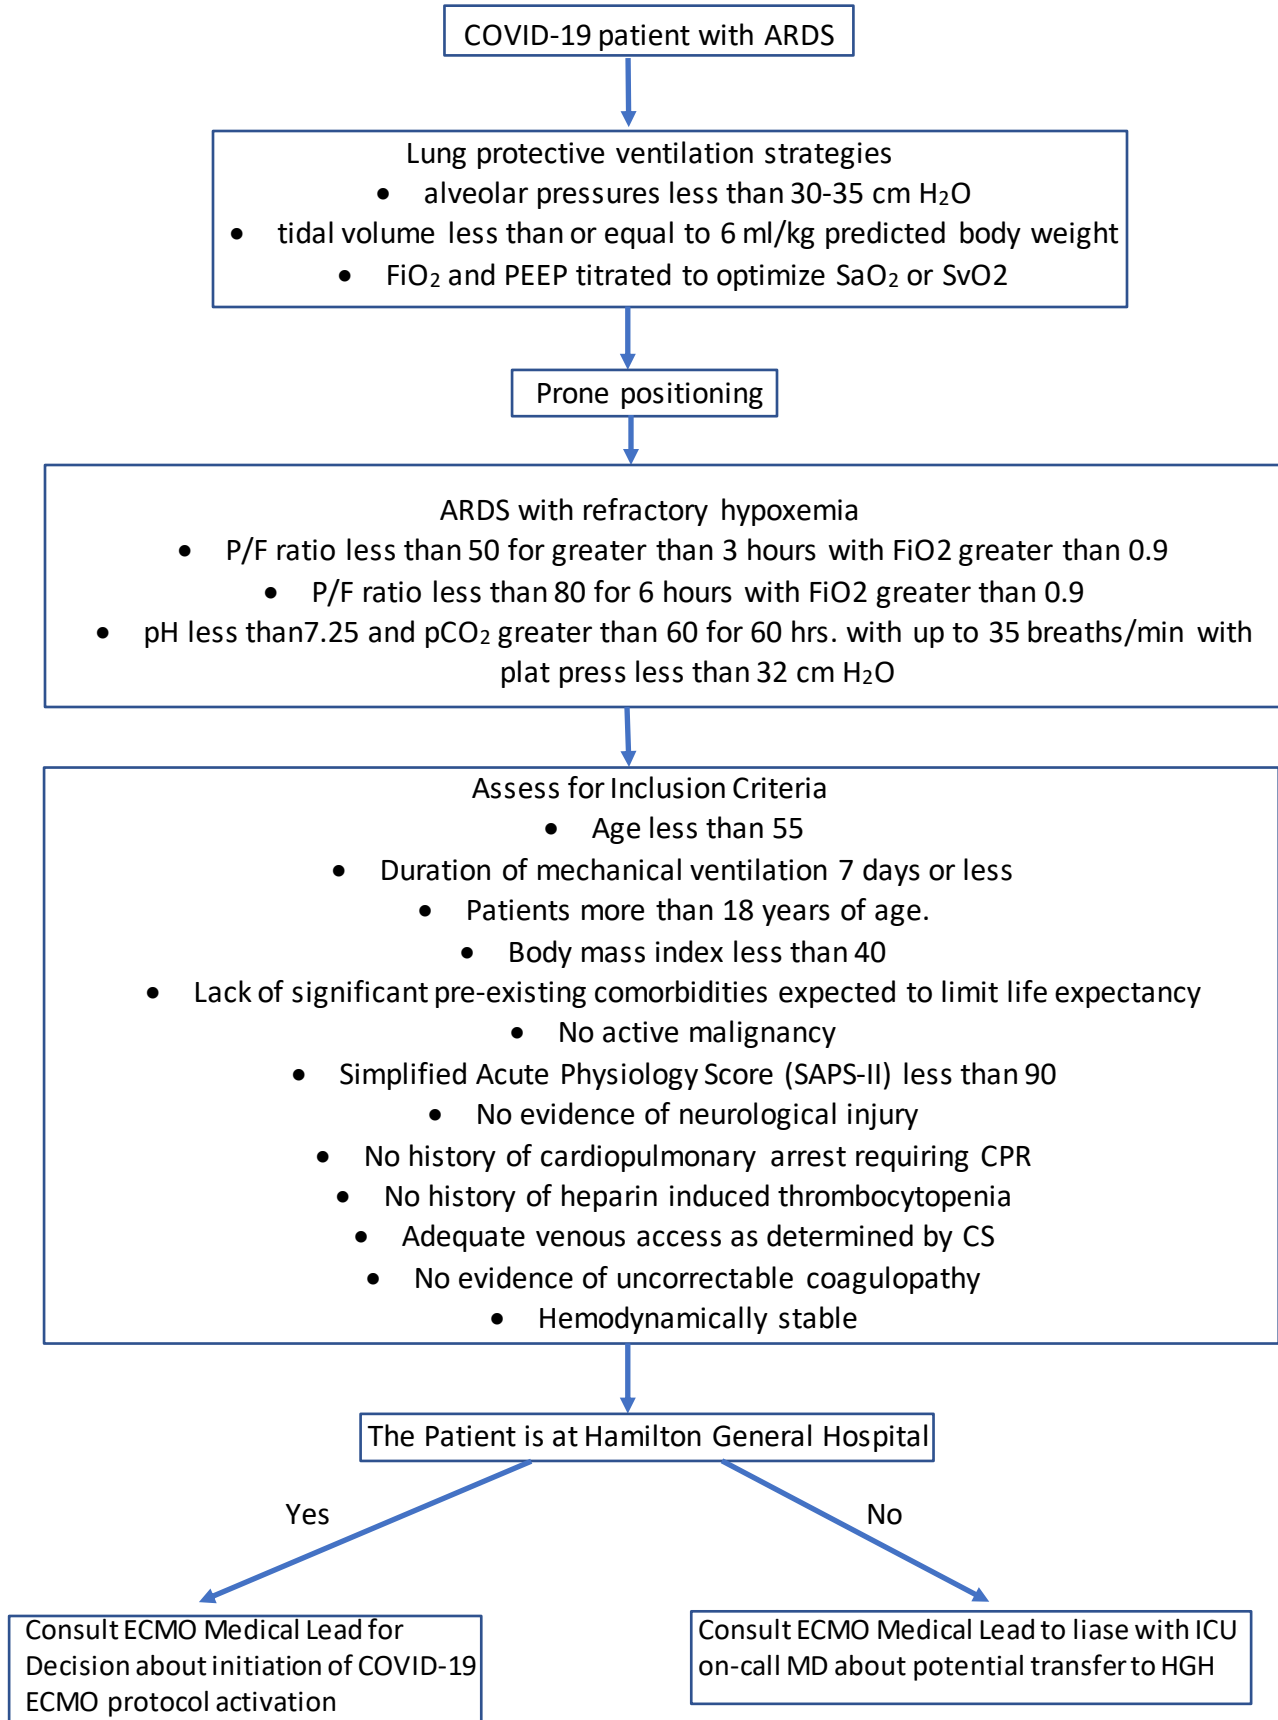 COVID-19 patient with ARDS
Lung protective ventilation strategies
• alveolar pressures less than 30-35 cm H₂O
• tidal volume less than or equal to 6 ml/kg predicted body weight
• FiO₂ and PEEP titrated to optimize SaO₂ or SvO2
Prone positioning
ARDS with refractory hypoxemia
• P/F ratio less than 50 for greater than 3 hours with FiO2 greater than 0.9
• P/F ratio less than 80 for 6 hours with FiO2 greater than 0.9
• pH less than7.25 and pCO₂ greater than 60 for 60 hrs. with up to 35 breaths/min with
plat press less than 32 cm H₂O
Assess for Inclusion Criteria
• Age less than 55
• Duration of mechanical ventilation 7 days or less
• Patients more than 18 years of age.
• Body mass index less than 40
• Lack of significant pre-existing comorbidities expected to limit life expectancy
• No active malignancy
• Simplified Acute Physiology Score (SAPS-II) less than 90
• No evidence of neurological injury
• No history of cardiopulmonary arrest requiring CPR
• No history of heparin induced thrombocytopenia
• Adequate venous access as determined by CS
• No evidence of uncorrectable coagulopathy
• Hemodynamically stable
The Patient is at Hamilton General Hospital
Yes
No
Consult ECMO Medical Lead for
Decision about initiation of COVID-19
ECMO protocol activation
Consult ECMO Medical Lead to liase with ICU
on-call MD about potential transfer to HGH